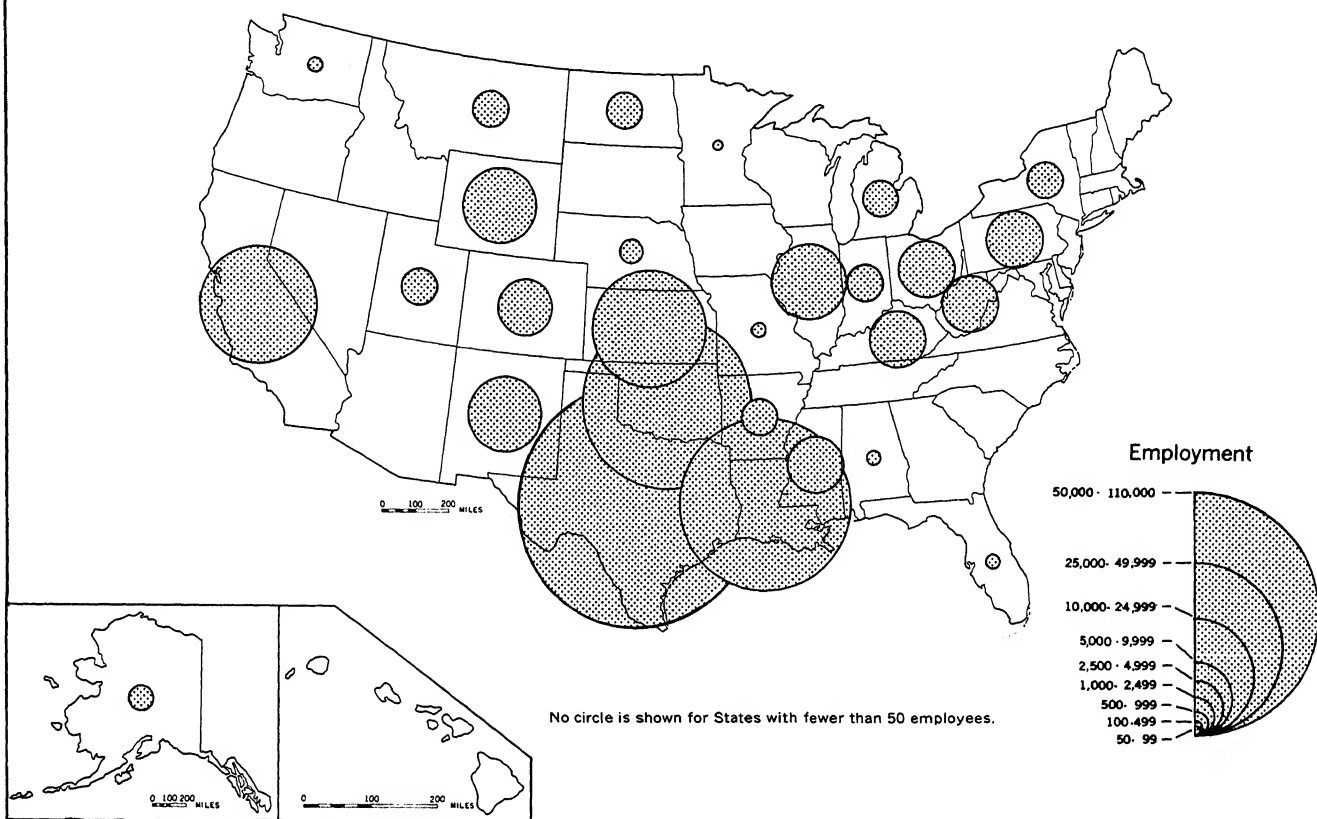 Employment
50,000 - 110,000
25,000 - 49,999
10,000 - 24,999
5,000 - 9,999
2,500 - 4,999
1,000 - 2,499
500 - 999
100 - 499
50 - 99
0 100 200 MILES
No circle is shown for States with fewer than 50 employees.
0 100 200 MILES
0 100 200 MILES